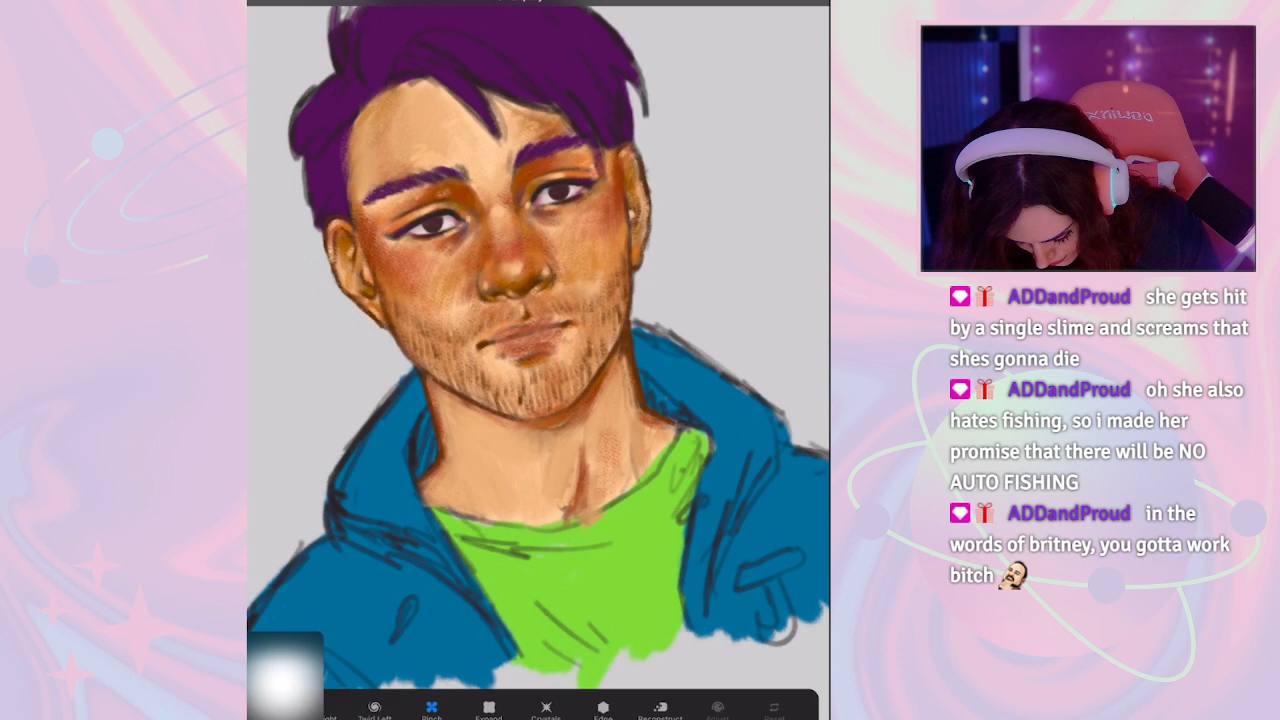 ADDandProud she gets hit
by a single slime and screams that
shes gonna die
ADDandProud oh she also
hates fishing, so i made her
promise that there will be NO
AUTO FISHING
ADDandProud in the
words of britney, you gotta work
bitch
Twirl Left Pinch Expand Crystals Edge Reconstruct Adjust Reset